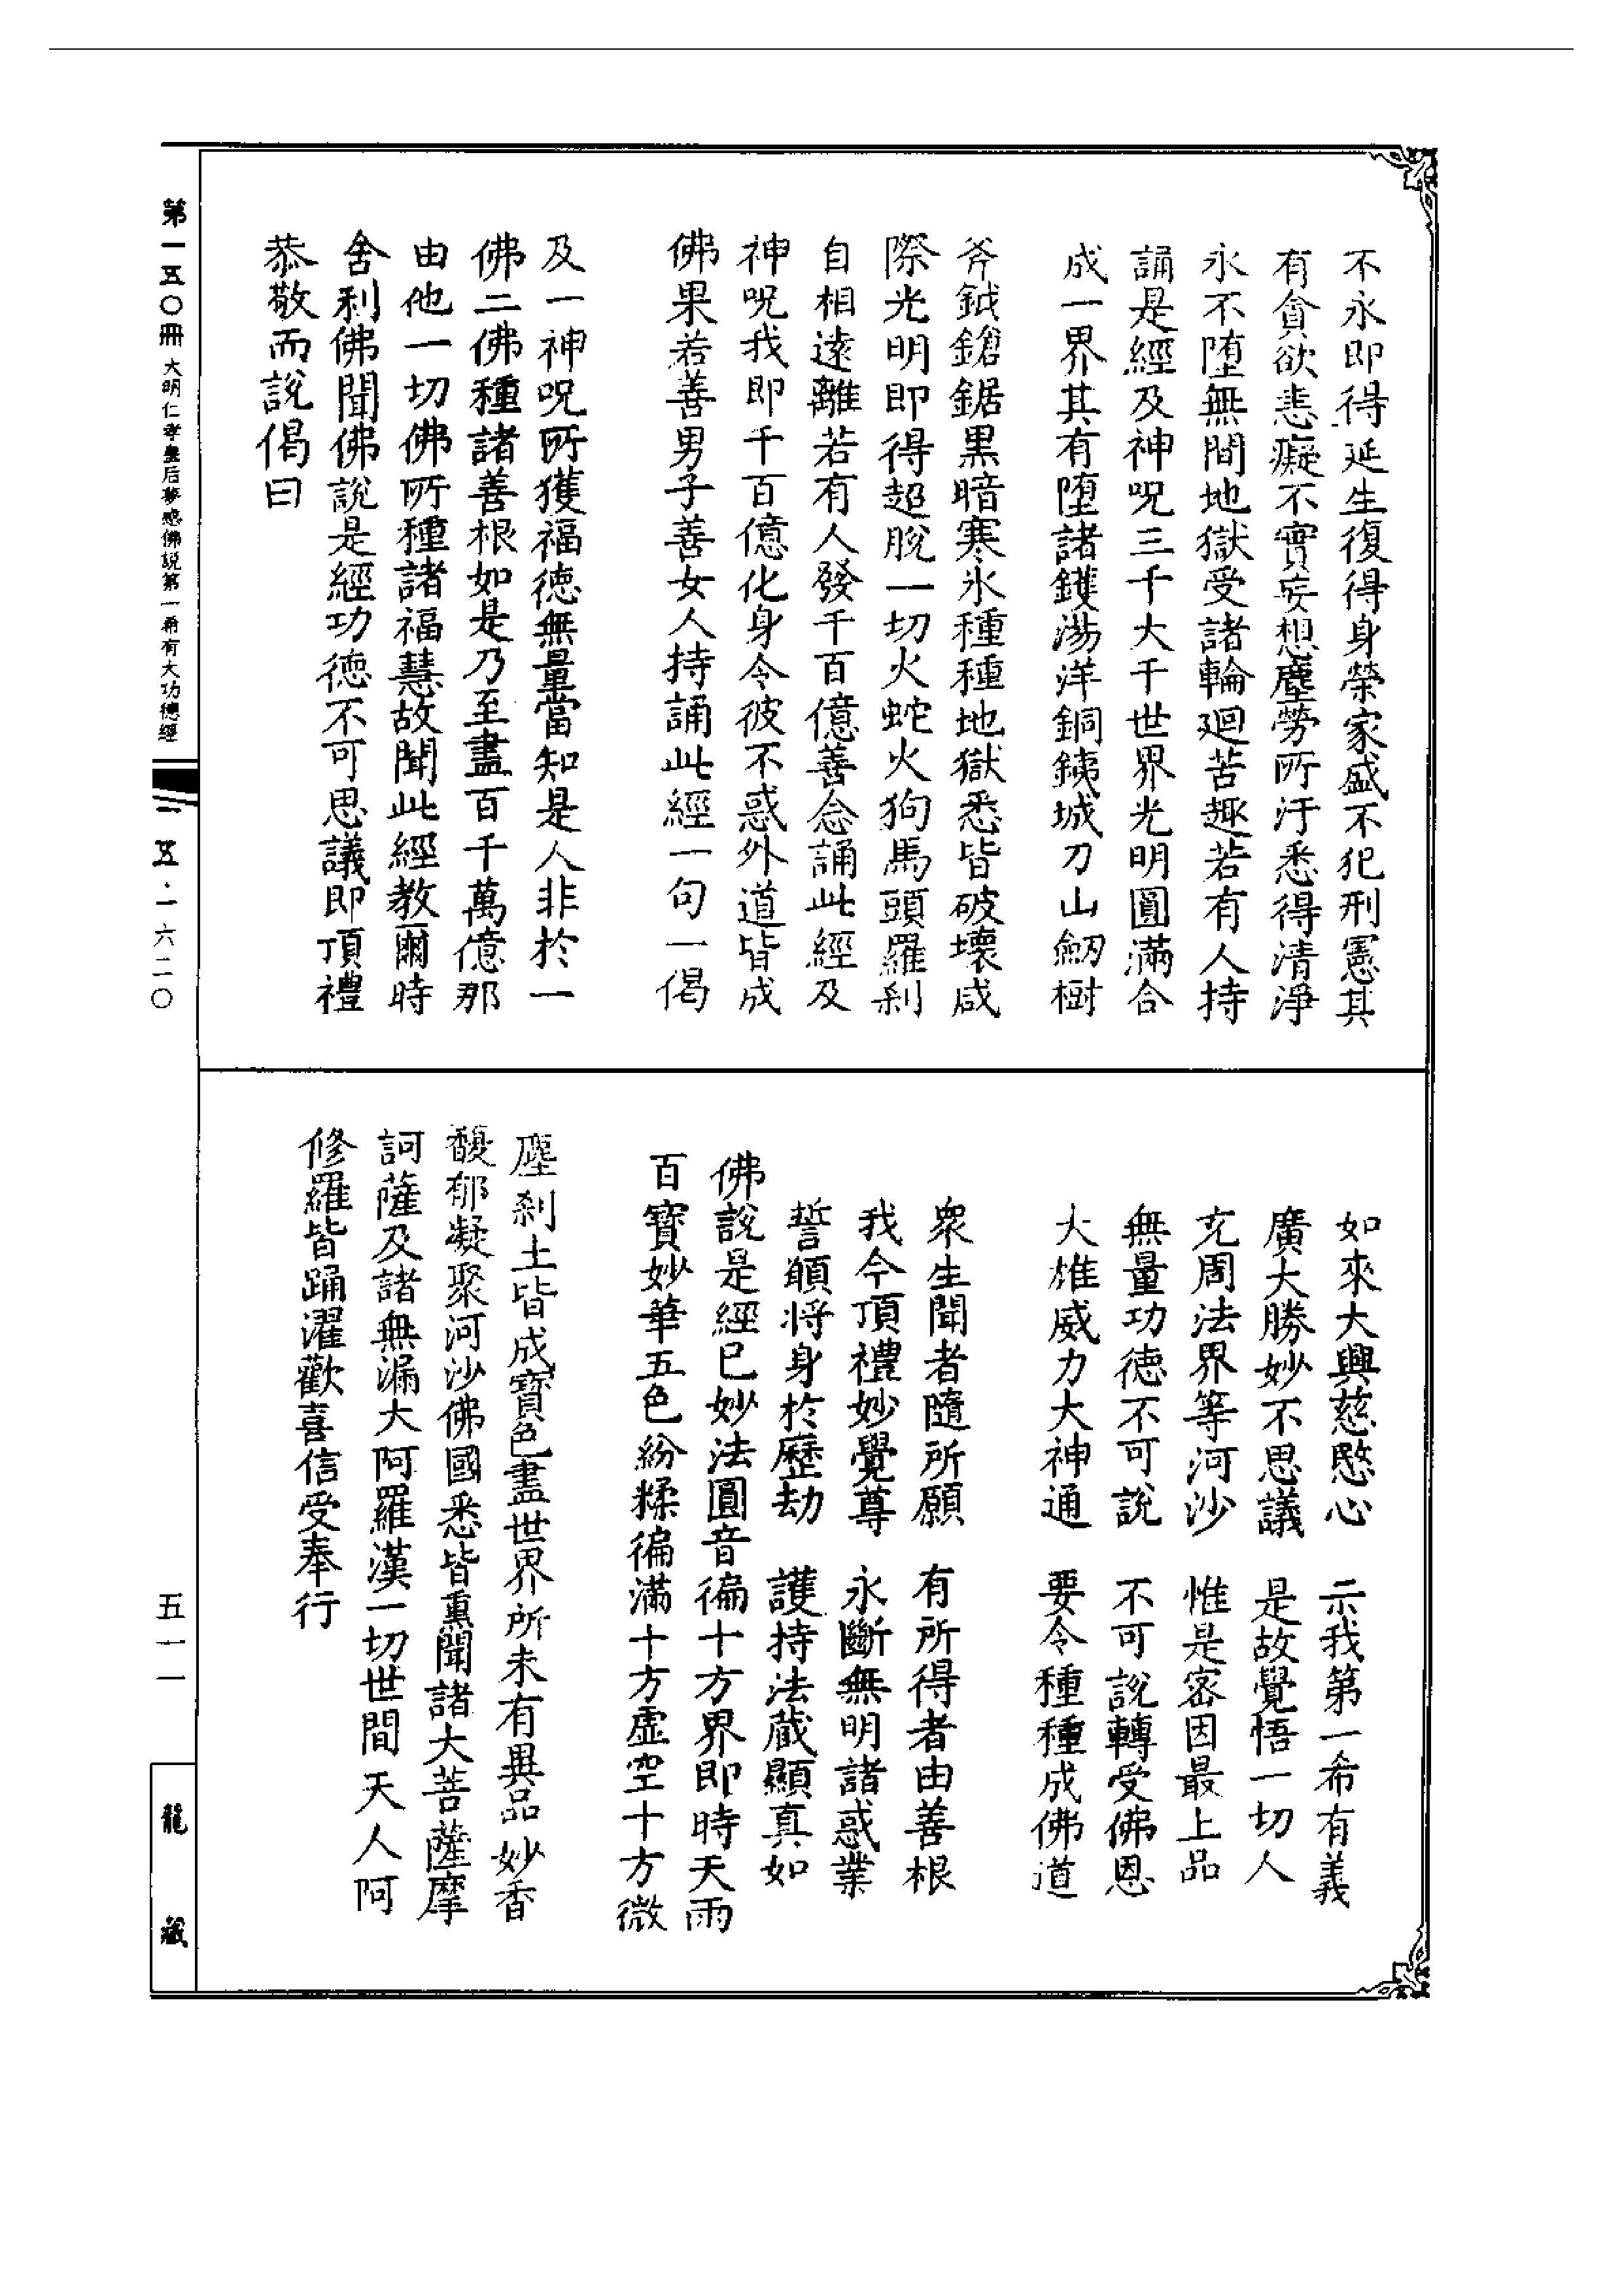 不永即得延生復得身榮家盛不犯刑憲其
有貪欲恚癡不實妄想塵勞所汙悉得清淨
永不墮無間地獄受諸輪迴苦趣若有人持
誦是經及神呪三千大千世界光明圓滿合
成一界其有墮諸鑊湯洋銅鐵城刀山劒樹
斧鉞鎗鋸黑暗寒氷種種地獄悉皆破壞咸
際光明即得超脫一切火蛇火狗馬頭羅刹
自相遠離若有人發千百億善念誦此經及
神呪我即千百億化身令彼不惑外道皆成
佛果若善男子善女人持誦此經一句一偈
及一神呪所獲福德無量當知是人非於一
佛二佛種諸善根如是乃至盡百千萬億那
由他一切佛所種諸福慧故聞此經教爾時
舍利佛聞佛說是經功德不可思議即頂禮
恭敬而說偈曰
如來大興慈愍心　示我第一希有義
廣大勝妙不思議　是故覺悟一切人
充周法界等河沙　惟是密因最上品
無量功德不可說　不可說轉受佛恩
大雄威力大神通　要令種種成佛道
衆生聞者隨所願　有所得者由善根
我今頂禮妙覺尊　永斷無明諸惑業
誓願將身於歷劫　護持法藏顯真如
佛說是經已妙法圓音徧十方界即時天雨
百寶妙華五色紛糅徧滿十方虛空十方微
塵刹土皆成寶色盡世界所未有異品妙香
馥郁凝聚河沙佛國悉皆熏聞諸大菩薩摩
訶薩及諸無漏大阿羅漢一切世間天人阿
修羅皆踊濯歡喜信受奉行
第一五〇冊 大明仁孝皇后夢感佛説第一希有大功德經
二五·一六二〇
五一一
龍藏